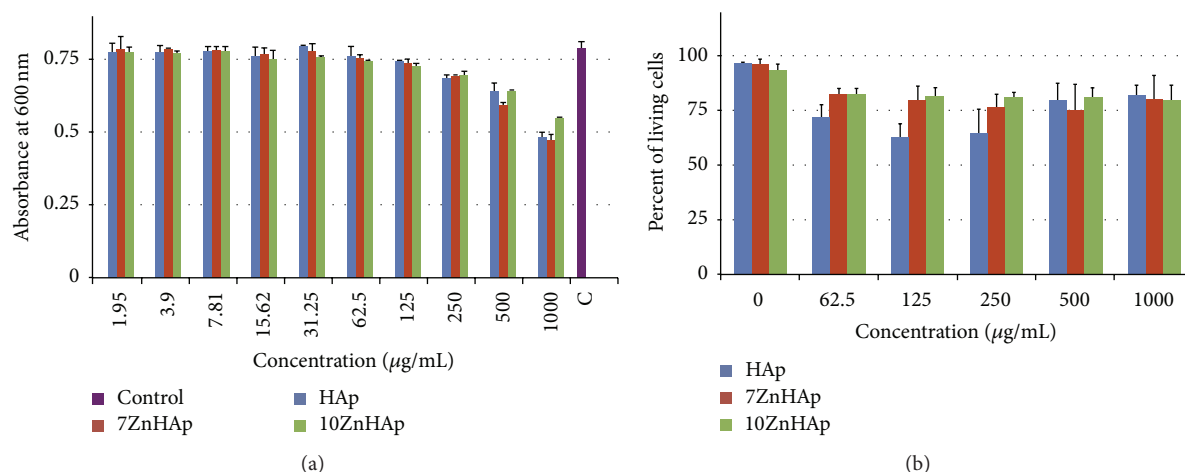 Absorbance at 600 nm
0.75
0.5
0.25
0
1.95
3.9
7.81
15.62
31.25
62.5
125
250
500
1000
C
Concentration (μg/mL)
Control
HAp
7ZnHAp
10ZnHAp
(a)
Percent of living cells
100
75
50
25
0
0
62.5
125
250
500
1000
Concentration (μg/mL)
HAp
7ZnHAp
10ZnHAp
(b)